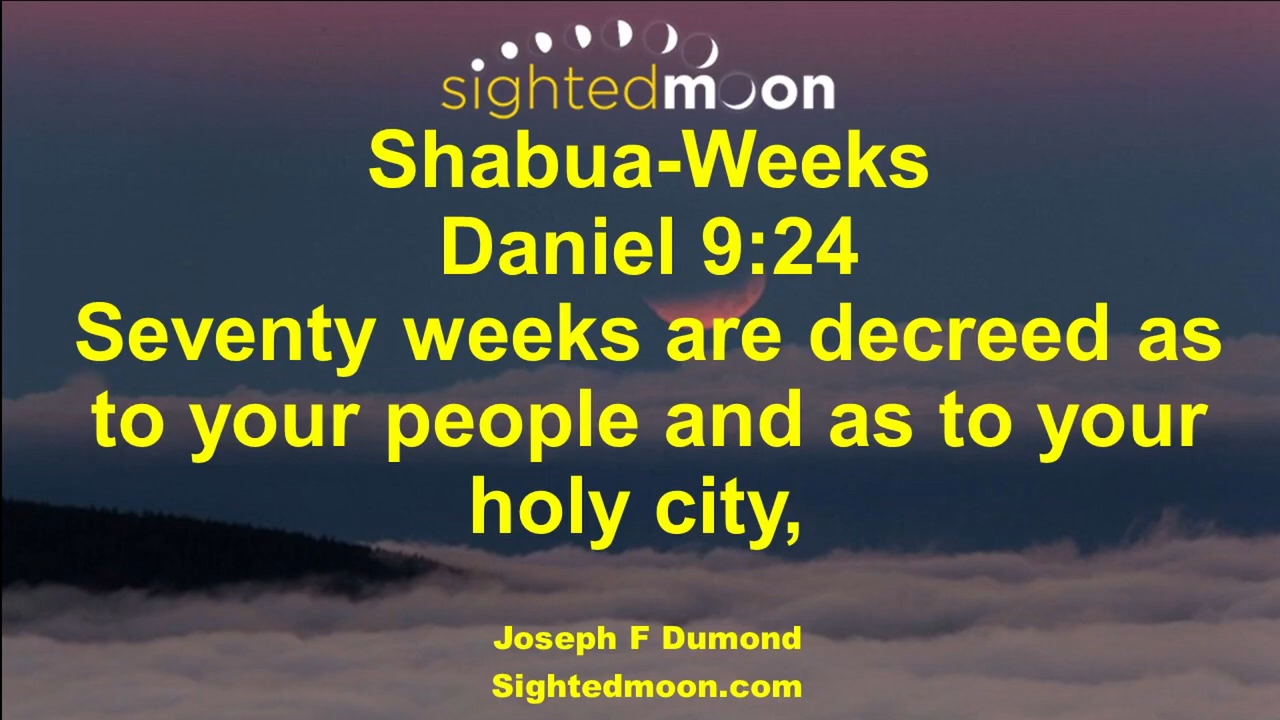 sightedmoon
Shabua-Weeks
Daniel 9:24
Seventy weeks are decreed as
to your people and as to your
holy city,
Joseph F Dumond
Sightedmoon.com